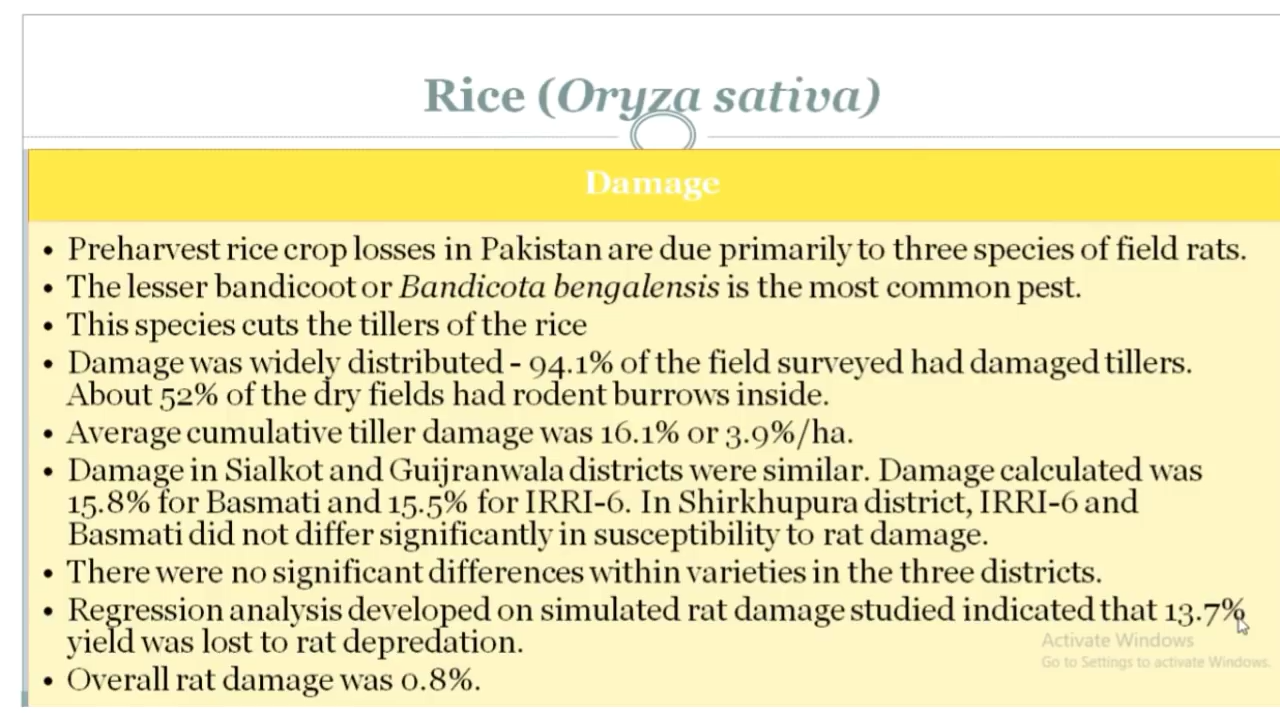 Rice (Oryza sativa)
Damage
• Preharvest rice crop losses in Pakistan are due primarily to three species of field rats.
• The lesser bandicoot or Bandicota bengalensis is the most common pest.
• This species cuts the tillers of the rice
• Damage was widely distributed - 94.1% of the field surveyed had damaged tillers.
About 52% of the dry fields had rodent burrows inside.
• Average cumulative tiller damage was 16.1% or 3.9%/ha.
• Damage in Sialkot and Guijranwala districts were similar. Damage calculated was
15.8% for Basmati and 15.5% for IRRI-6. In Shirkhupura district, IRRI-6 and
Basmati did not differ significantly in susceptibility to rat damage.
• There were no significant differences within varieties in the three districts.
• Regression analysis developed on simulated rat damage studied indicated that 13.7%
yield was lost to rat depredation.
Activate Windows
Go to Settings to activate Windows.
• Overall rat damage was 0.8%.